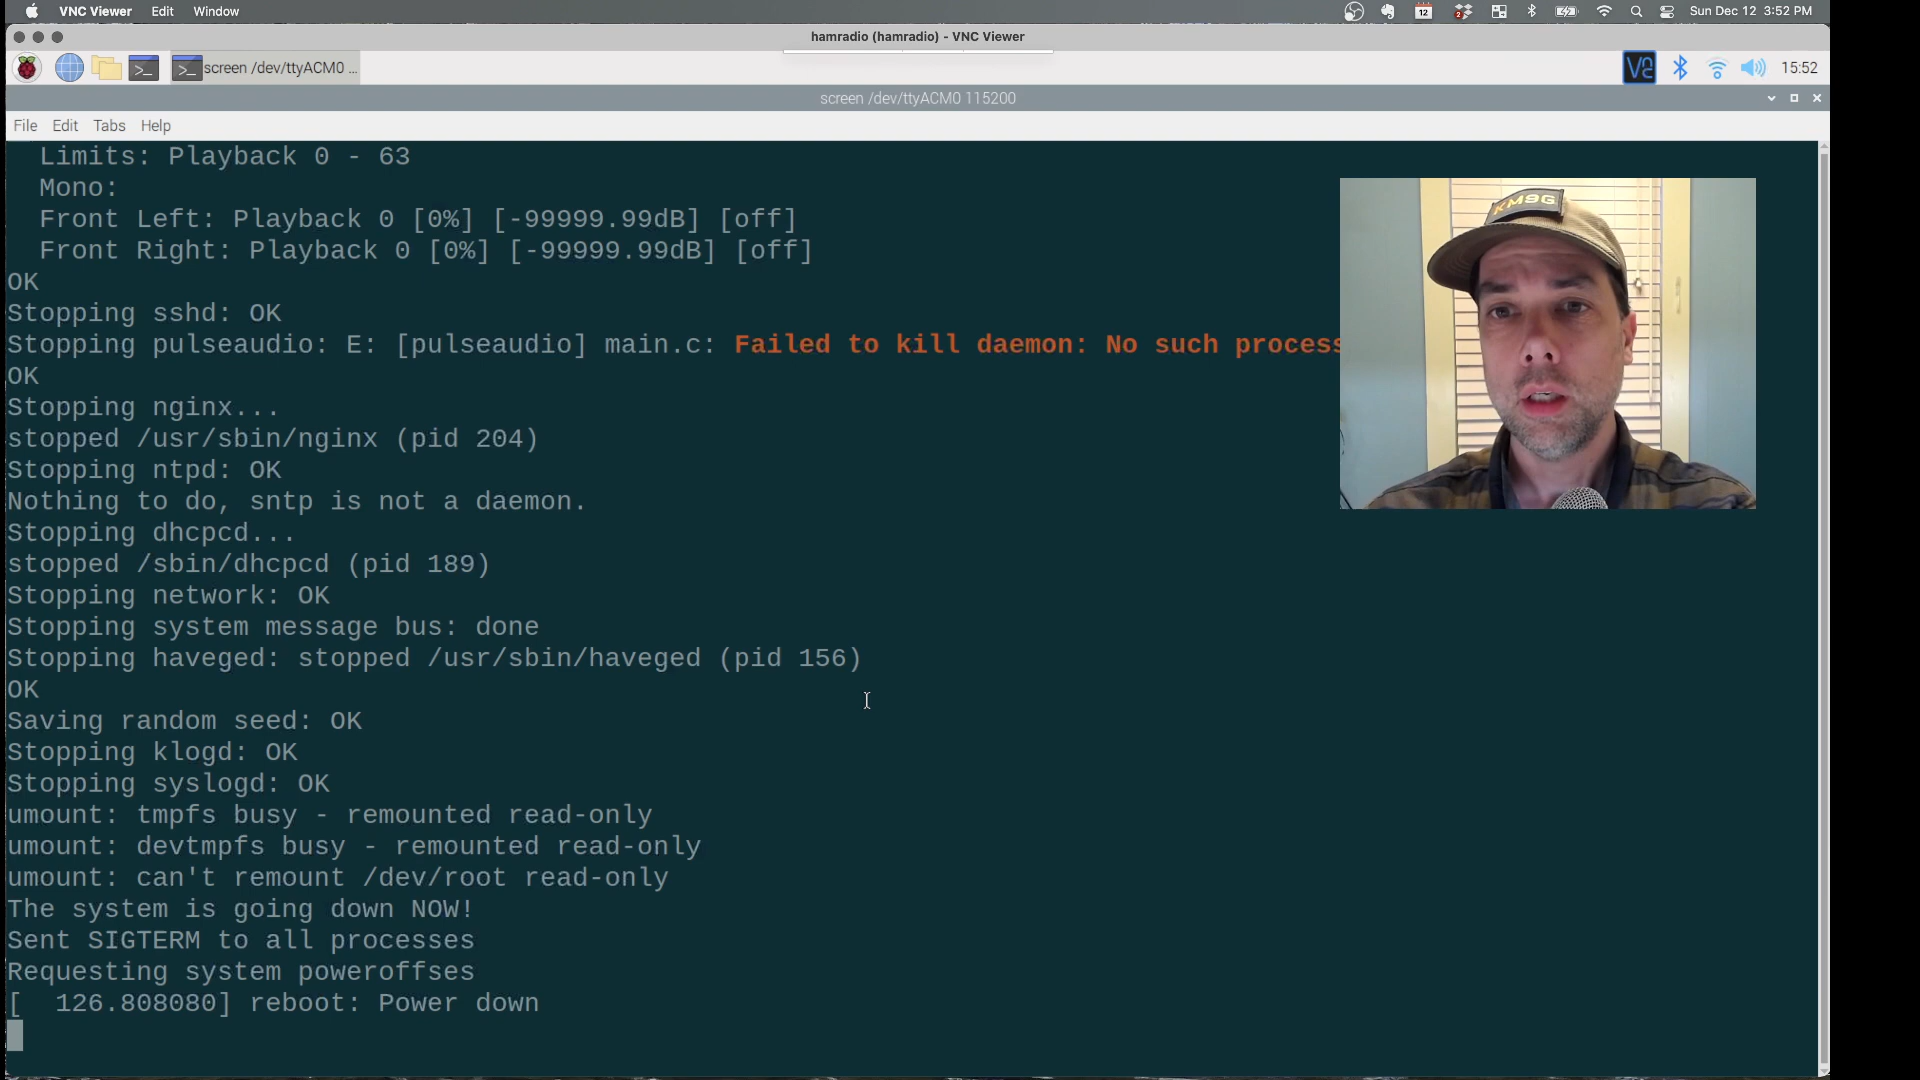 VNC Viewer Edit Window
12
2
Sun Dec 12 3:52 PM
hamradio (hamradio) - VNC Viewer
screen /dev/ttyACM0 ...
V2
15:52
screen /dev/ttyACM0 115200
File Edit Tabs Help
Limits: Playback 0 - 63
Mono:
Front Left: Playback 0 [0%] [-99999.99dB] [off]
Front Right: Playback 0 [0%] [-99999.99dB] [off]
KM9G
OK
Stopping sshd: OK
Stopping pulseaudio: E: [pulseaudio] main.c: Failed to kill daemon: No such process
OK
Stopping nginx...
stopped /usr/sbin/nginx (pid 204)
Stopping ntpd: OK
Nothing to do, sntp is not a daemon.
Stopping dhcpcd...
stopped /sbin/dhcpcd (pid 189)
Stopping network: OK
Stopping system message bus: done
Stopping haveged: stopped /usr/sbin/haveged (pid 156)
OK
Saving random seed: OK
Stopping klogd: OK
Stopping syslogd: OK
umount: tmpfs busy - remounted read-only
umount: devtmpfs busy - remounted read-only
umount: can't remount /dev/root read-only
The system is going down NOW!
Sent SIGTERM to all processes
Requesting system poweroffses
[  126.808080] reboot: Power down